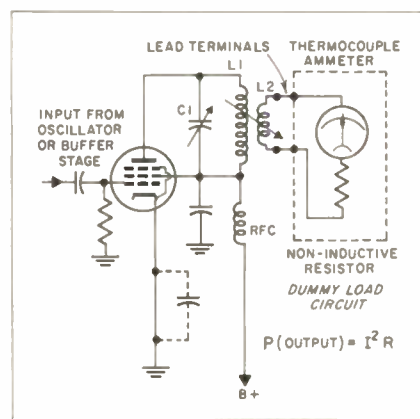 LEAD TERMINALS
THERMOCOUPLE
AMMETER
L1
L2
C1
INPUT FROM
OSCILLATOR
OR BUFFER
STAGE
RFC
NON-INDUCTIVE
RESISTOR
DUMMY LOAD
CIRCUIT
P(OUTPUT) = I² R
B+